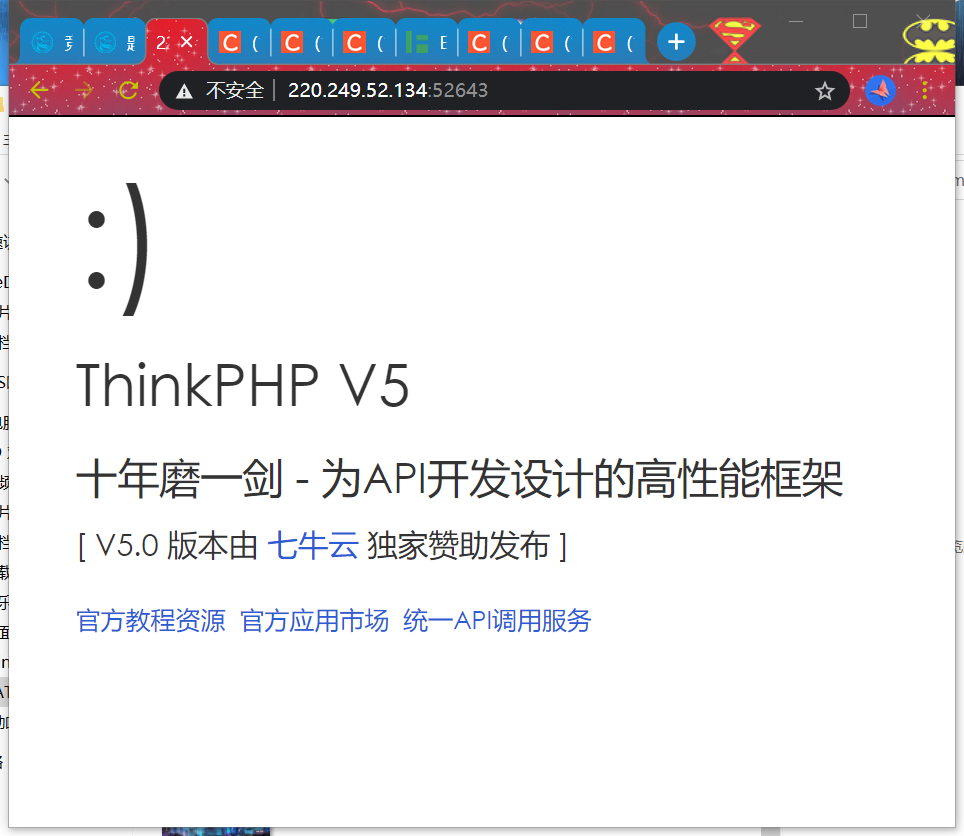 2
(
(
(
E
(
(
(
不安全 | 220.249.52.134:52643
:)
ThinkPHP V5
十年磨一剑 - 为API开发设计的高性能框架
[ V5.0 版本由 七牛云 独家赞助发布 ]
官方教程资源 官方应用市场 统一API调用服务